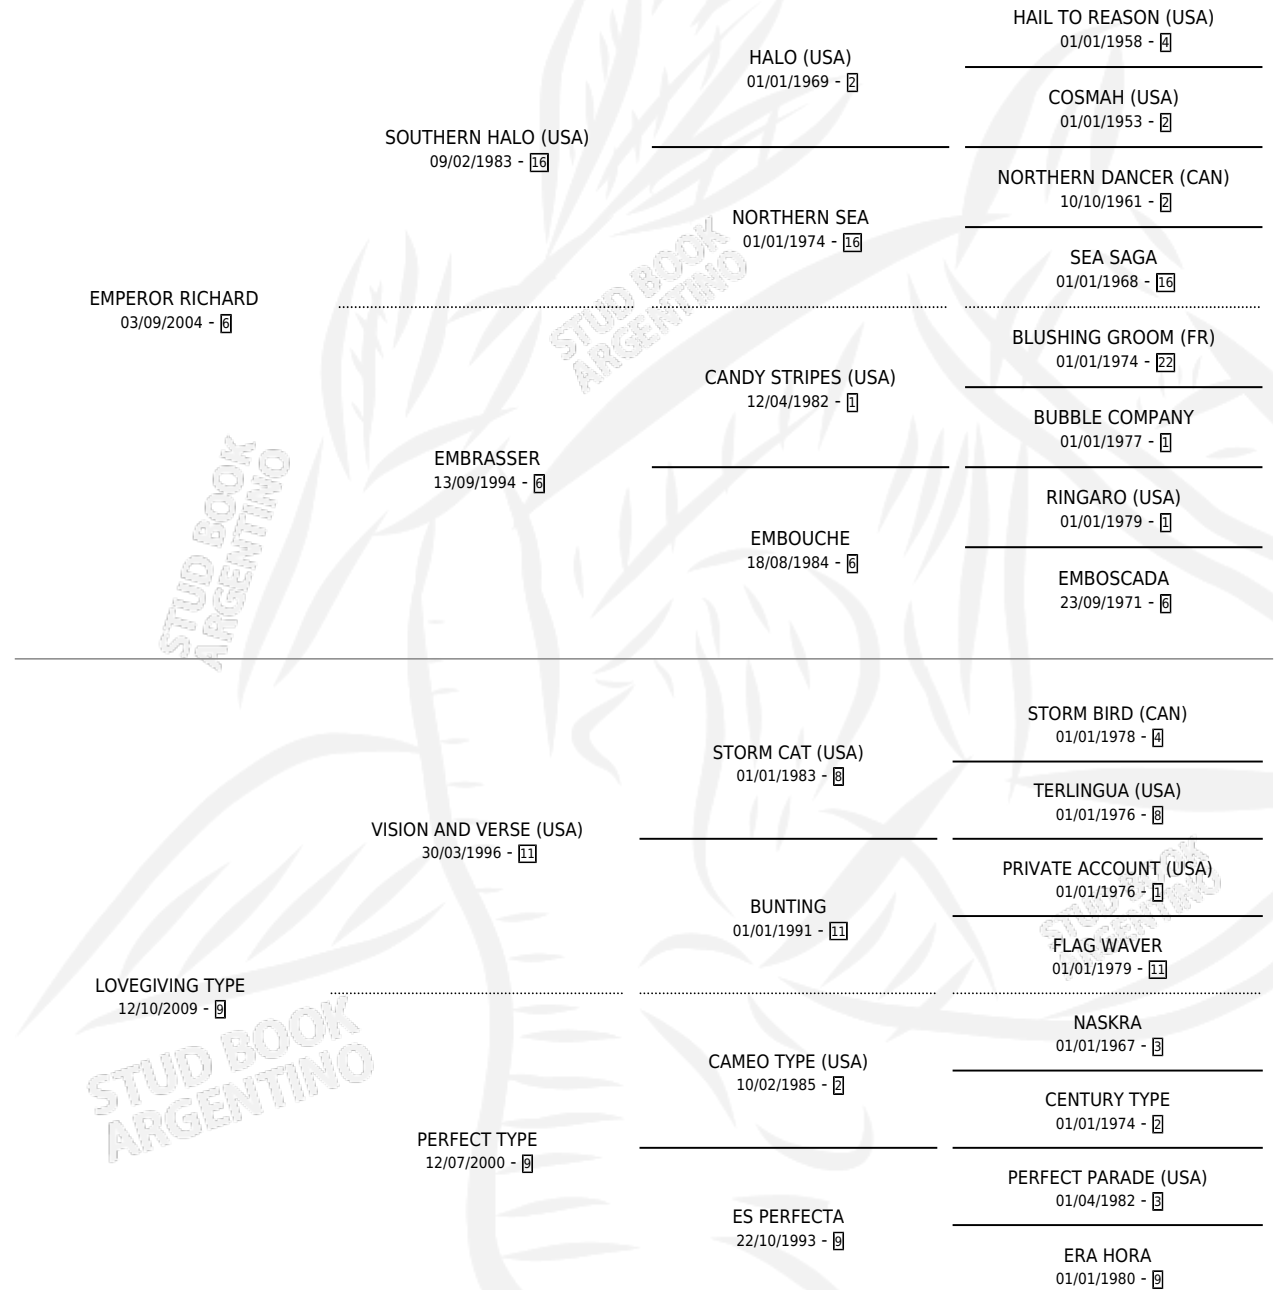 HAIL TO REASON (USA)
01/01/1958 - 4
HALO (USA)
01/01/1969 - 2
COSMAH (USA)
01/01/1953 - 2
SOUTHERN HALO (USA)
09/02/1983 - 16
NORTHERN DANCER (CAN)
10/10/1961 - 2
NORTHERN SEA
01/01/1974 - 16
SEA SAGA
01/01/1968 - 16
STUD BOOK
ARGENTINO
EMPEROR RICHARD
03/09/2004 - 6
BLUSHING GROOM (FR)
01/01/1974 - 22
CANDY STRIPES (USA)
12/04/1982 - 1
BUBBLE COMPANY
01/01/1977 - 1
EMBRASSER
13/09/1994 - 6
RINGARO (USA)
01/01/1979 - 1
EMBOUCHE
18/08/1984 - 6
EMBOSCADA
23/09/1971 - 6
STUD BOOK
ARGENTINO
STORM BIRD (CAN)
01/01/1978 - 4
STORM CAT (USA)
01/01/1983 - 8
TERLINGUA (USA)
01/01/1976 - 8
VISION AND VERSE (USA)
30/03/1996 - 11
PRIVATE ACCOUNT (USA)
01/01/1976 - 1
BUNTING
01/01/1991 - 11
STUD BOOK
ARGENTINO
FLAG WAVER
01/01/1979 - 11
LOVEGIVING TYPE
12/10/2009 - 9
STUD BOOK
ARGENTINO
NASKRA
01/01/1967 - 3
CAMEO TYPE (USA)
10/02/1985 - 2
CENTURY TYPE
01/01/1974 - 2
PERFECT TYPE
12/07/2000 - 9
PERFECT PARADE (USA)
01/04/1982 - 3
ES PERFECTA
22/10/1993 - 9
ERA HORA
01/01/1980 - 9